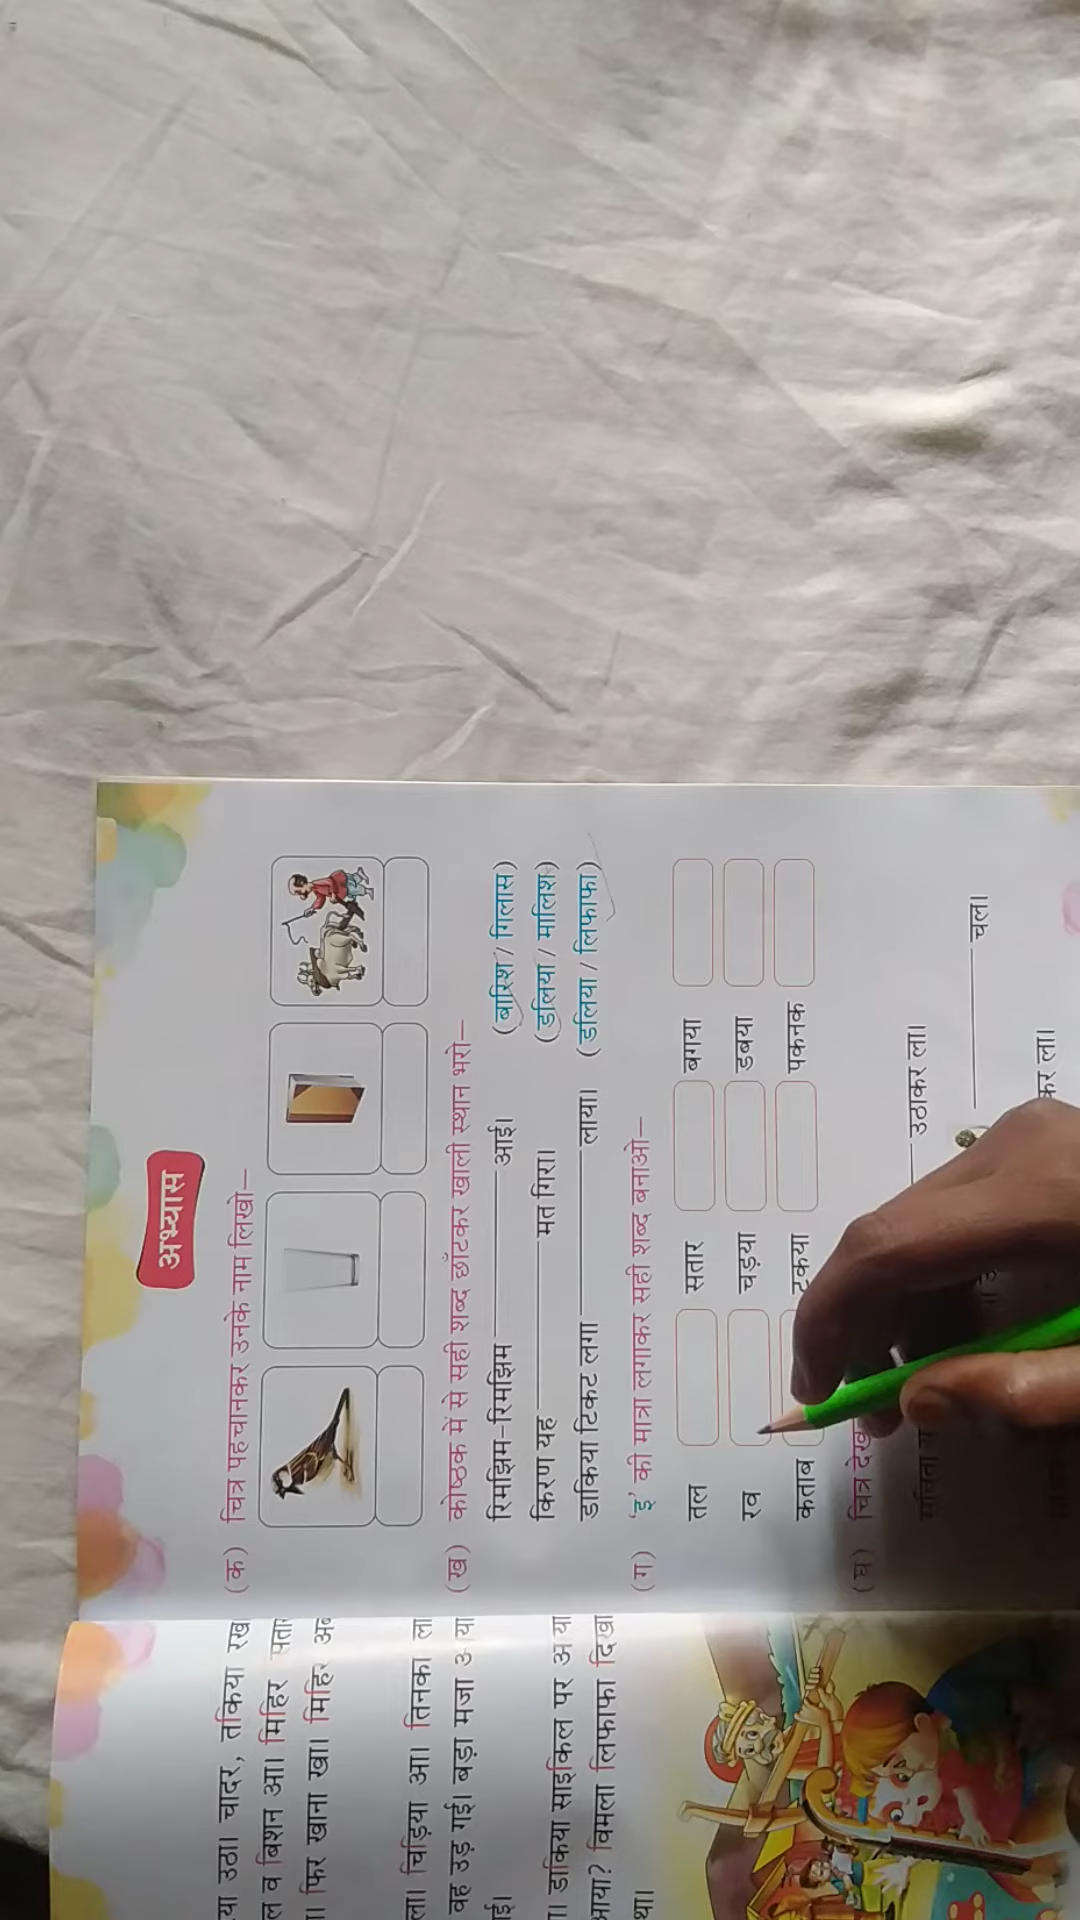 अभ्यास
(क) चित्र पहचानकर उनके नाम लिखो—
(ख) कोष्ठक में से सही शब्द छाँटकर खाली स्थान भरो—
रिमझिम-रिमझिम आई। (बारिश / गिलास)
किरण यह मत गिरा। (डलिया / मालिश)
डाकिया टिकट लगा लाया। (डलिया / लिफाफा)
(ग) 'इ' की मात्रा लगाकर सही शब्द बनाओ—
तल सतार बगया
रव चड़या डबया
कताब टकया पकनक
(घ) चित्र देख
उठाकर ला।
चल।
कर ला।
या उठा। चादर, तकिया रख
ल व बिशन आ। मिहिर
ा। फिर खाना खा। मिहिर
ला। चिड़िया आ। तिनका ला
वह उड़ गई। बड़ा मजा
ई।
ा। डाकिया साइकिल पर
आया? विमला लिफाफा दिखा
था।